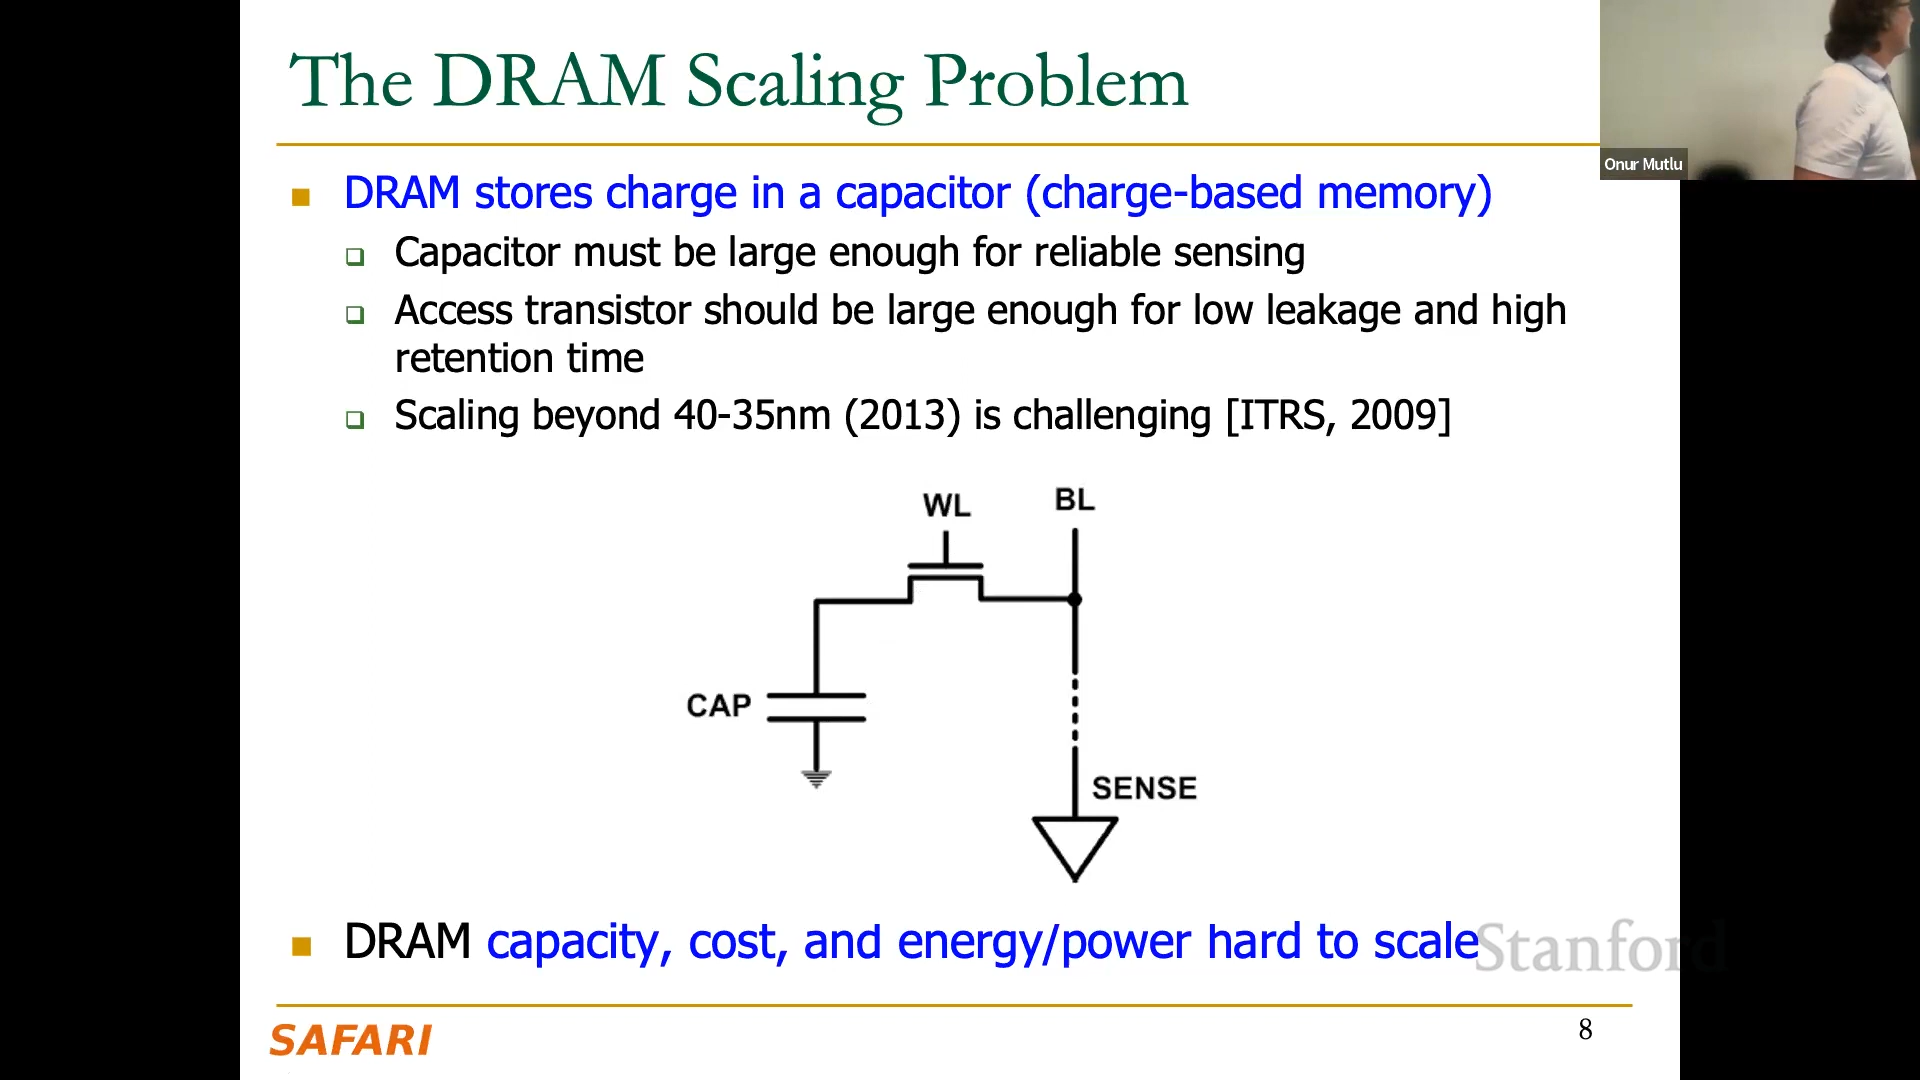 The DRAM Scaling Problem
Onur Mutlu
DRAM stores charge in a capacitor (charge-based memory)
Capacitor must be large enough for reliable sensing
Access transistor should be large enough for low leakage and high
retention time
Scaling beyond 40-35nm (2013) is challenging [ITRS, 2009]
WL
BL
CAP
SENSE
DRAM capacity, cost, and energy/power hard to scale
Stanford
SAFARI
8